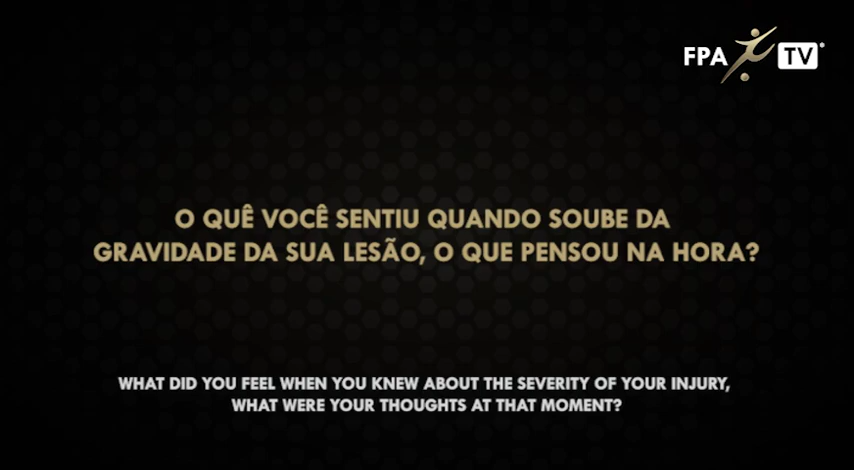 FPA TV
O QUÊ VOCÊ SENTIU QUANDO SOUBE DA
GRAVIDADE DA SUA LESÃO, O QUE PENSOU NA HORA?
WHAT DID YOU FEEL WHEN YOU KNEW ABOUT THE SEVERITY OF YOUR INJURY,
WHAT WERE YOUR THOUGHTS AT THAT MOMENT?